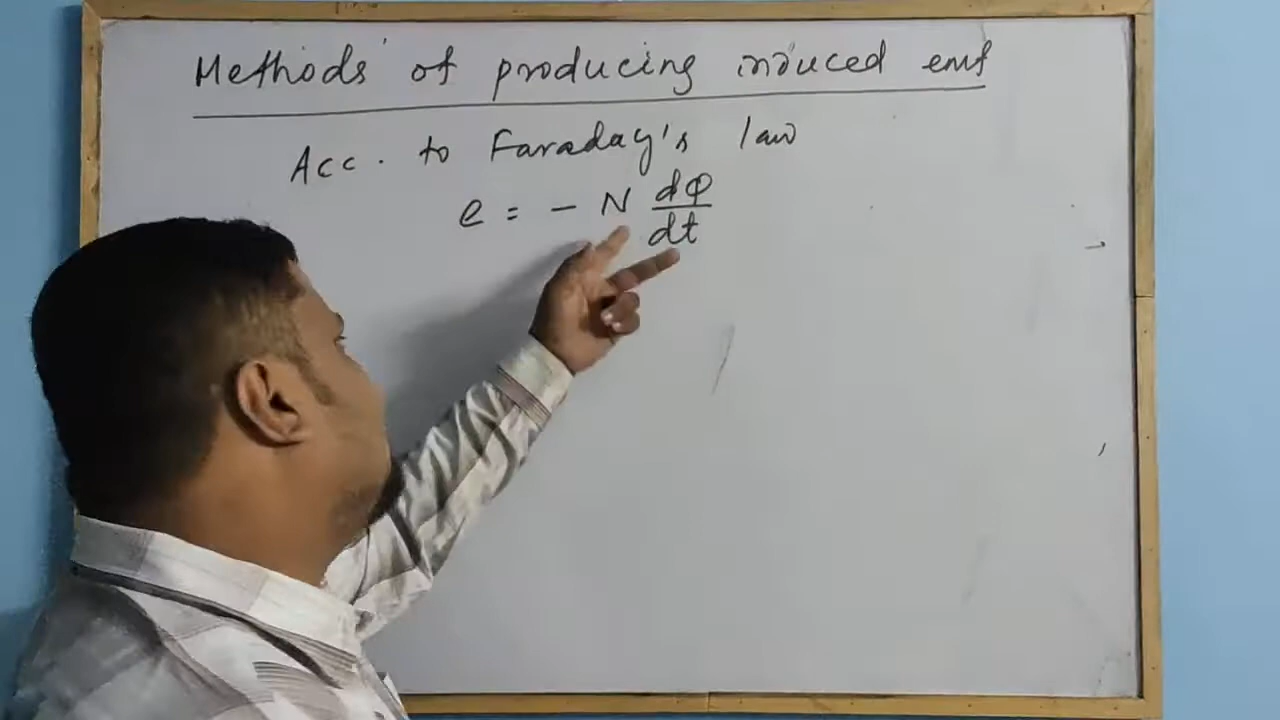 Methods of producing induced emf
Acc. to Faraday's law
e = - N dφ/dt